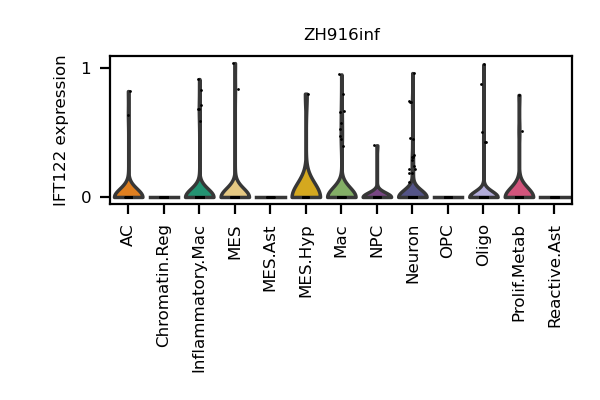 ZH916inf
IFT122 expression
1
0
AC
Chromatin.Reg
Inflammatory.Mac
MES
MES.Ast
MES.Hyp
Mac
NPC
Neuron
OPC
Oligo
Prolif.Metab
Reactive.Ast